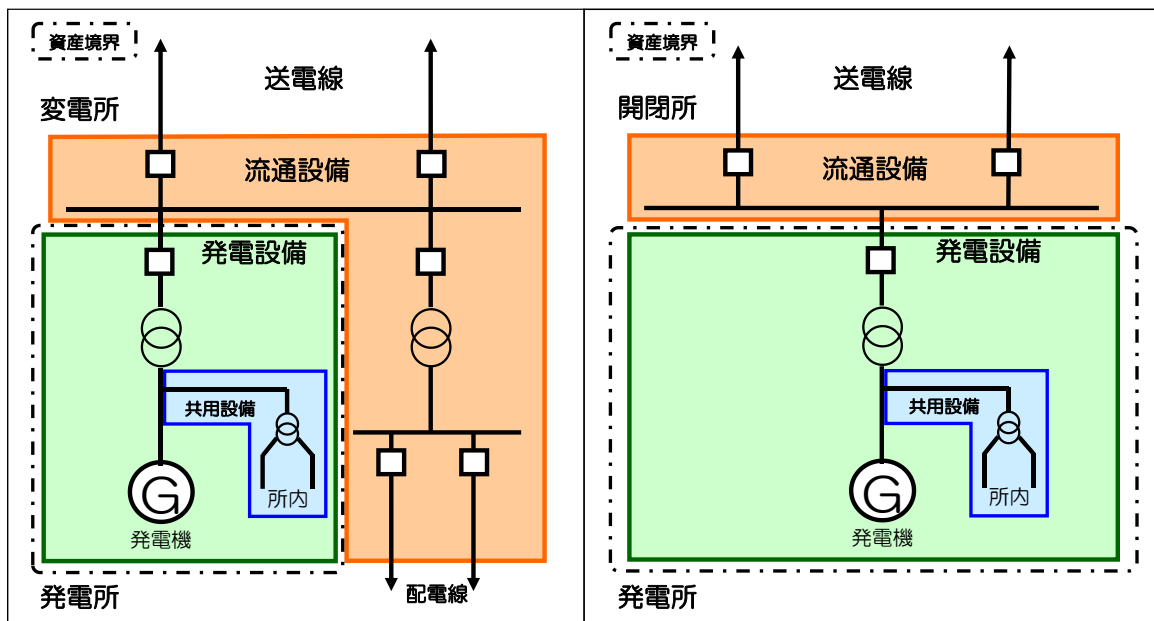 資産境界
送電線
変電所
流通設備
発電設備
共用設備
所内
G
発電機
発電所
配電線
資産境界
送電線
開閉所
流通設備
発電設備
共用設備
所内
G
発電機
発電所